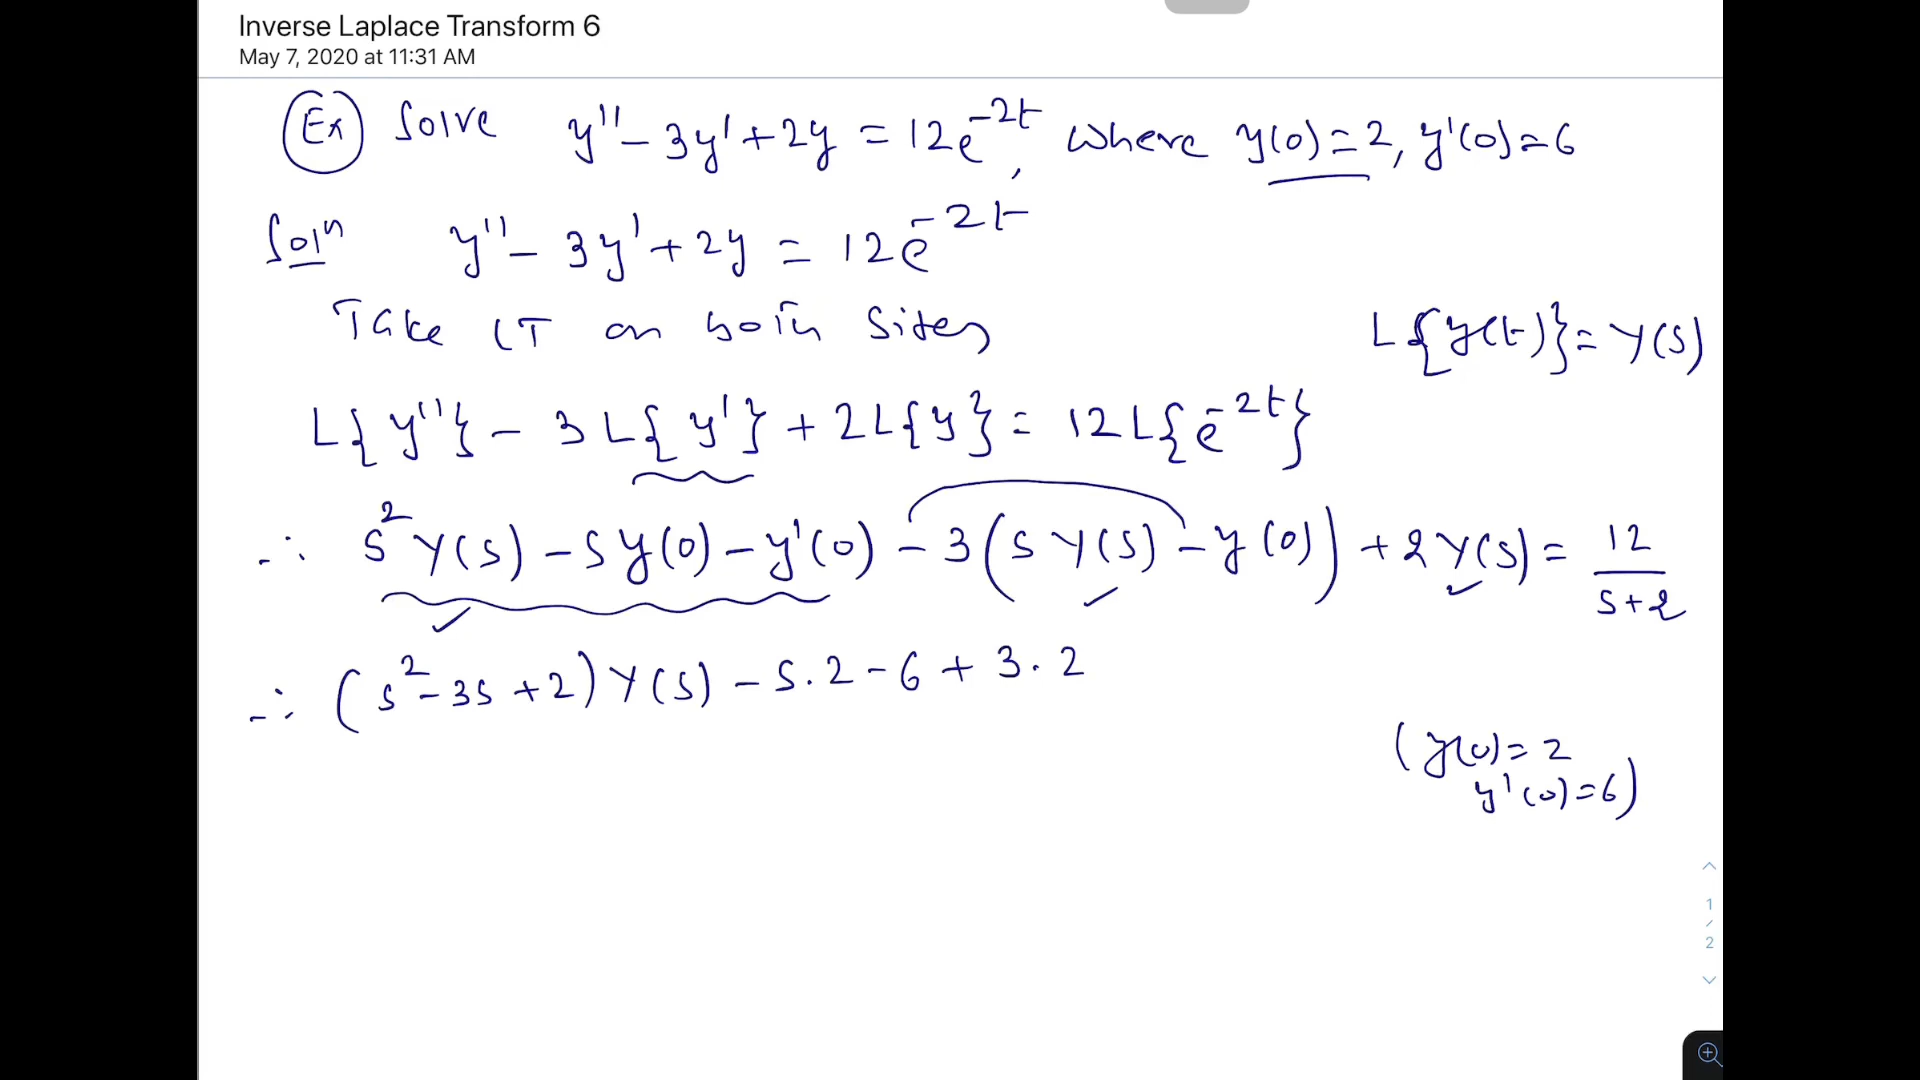 Inverse Laplace Transform 6
May 7, 2020 at 11:31 AM
Ex Solve y'' - 3y' + 2y = 12e^{-2t}, where y(0) = 2, y'(0) = 6
Solⁿ y'' - 3y' + 2y = 12e^{-2t}
Take LT on both sites
L{y(t)} = Y(s)
L{y''} - 3L{y'} + 2L{y} = 12L{e^{-2t}}
∴ s²Y(s) - sy(0) - y'(0) - 3(sY(s) - y(0)) + 2Y(s) = 12/(s+2)
∴ (s² - 3s + 2)Y(s) - s.2 - 6 + 3.2
(y(0) = 2
y'(0) = 6)
1
/
2